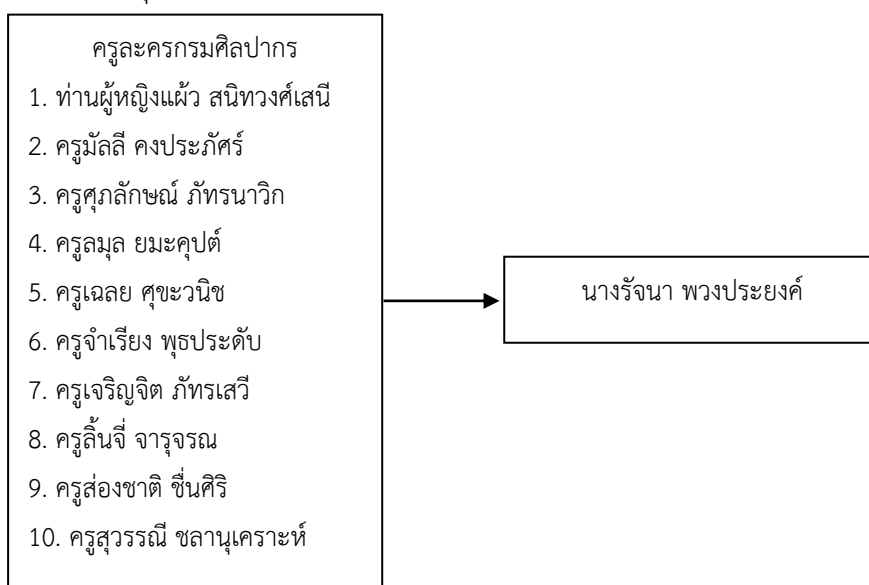 ครูละครกรมศิลปากร
1. ท่านผู้หญิงแผ้ว สนิทวงศ์เสนี
2. ครูมัลลี คงประภัศร์
3. ครูศุภลักษณ์ ภัทรนาวิก
4. ครูลมุล ยมะคุปต์
5. ครูเฉลย ศุขะวนิช
6. ครูจำเรียง พุธประดับ
7. ครูเจริญจิต ภัทรเสวี
8. ครูลิ้นจี่ จารุจรณ
9. ครูส่องชาติ ชื่นศิริ
10. ครูสุวรรณี ชลานุเคราะห์
นางรัจนา พวงประยงค์